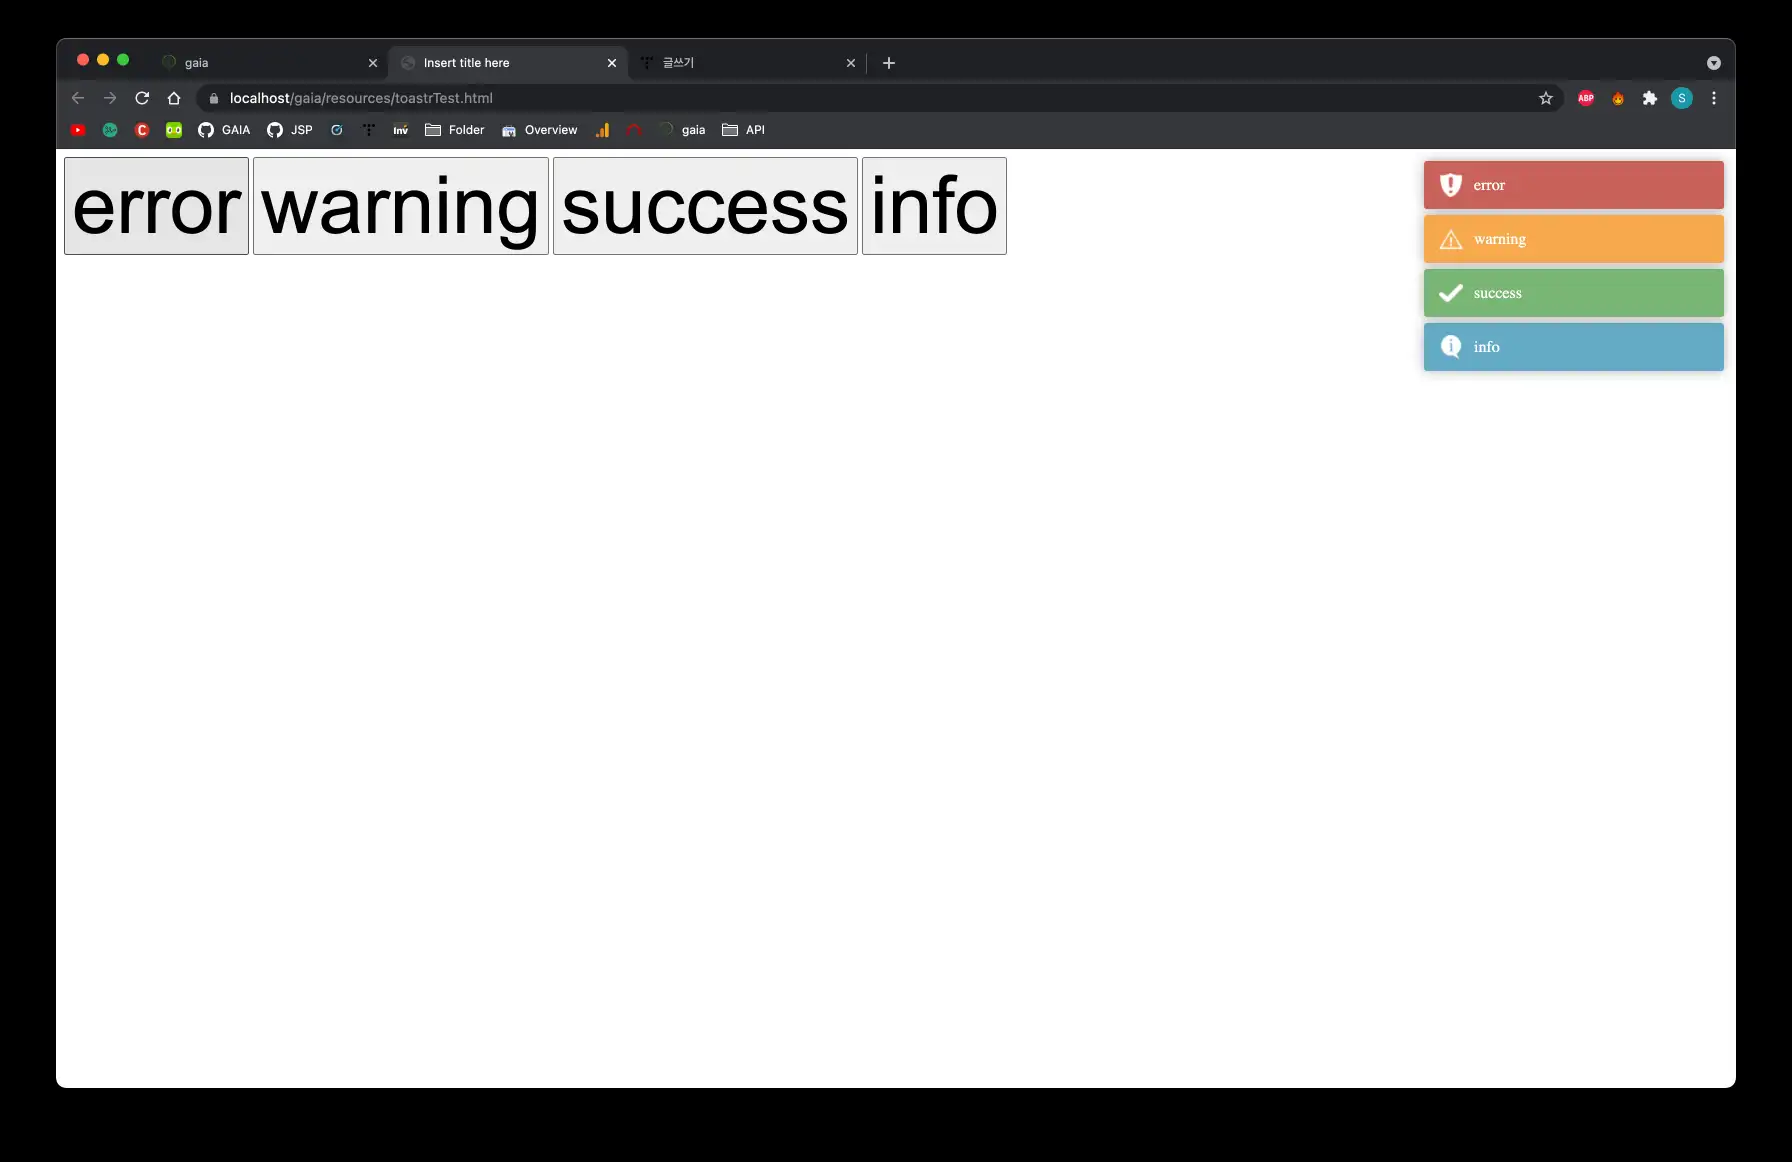 gaia
Insert title here
글쓰기
localhost/gaia/resources/toastrTest.html
ABP
S
C
GAIA
JSP
Inv
Folder
Overview
gaia
API
error
warning
success
info
error
warning
success
info